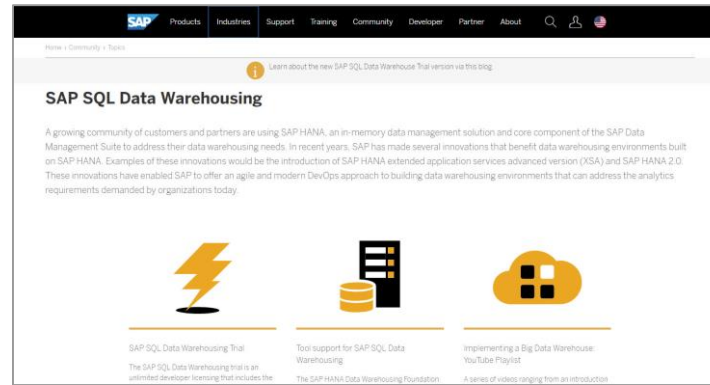 SAP Products Industries Support Training Community Developer Partner About
Home > Community > Topics
Learn about the new SAP SQL Data Warehouse Trial version via this blog.
SAP SQL Data Warehousing
A growing community of customers and partners are using SAP HANA, an in-memory data management solution and core component of the SAP Data
Management Suite to address their data warehousing needs. In recent years, SAP has made several innovations that benefit data warehousing environments built
on SAP HANA. Examples of these innovations would be the introduction of SAP HANA extended application services advanced version (XSA) and SAP HANA 2.0.
These innovations have enabled SAP to offer an agile and modern DevOps approach to building data warehousing environments that can address the analytics
requirements demanded by organizations today.
SAP SQL Data Warehousing Trial
The SAP SQL Data Warehousing trial is an
unlimited developer licensing that includes the
Tool support for SAP SQL Data
Warehousing
The SAP HANA Data Warehousing Foundation
Implementing a Big Data Warehouse:
YouTube Playlist
A series of videos ranging from an introduction